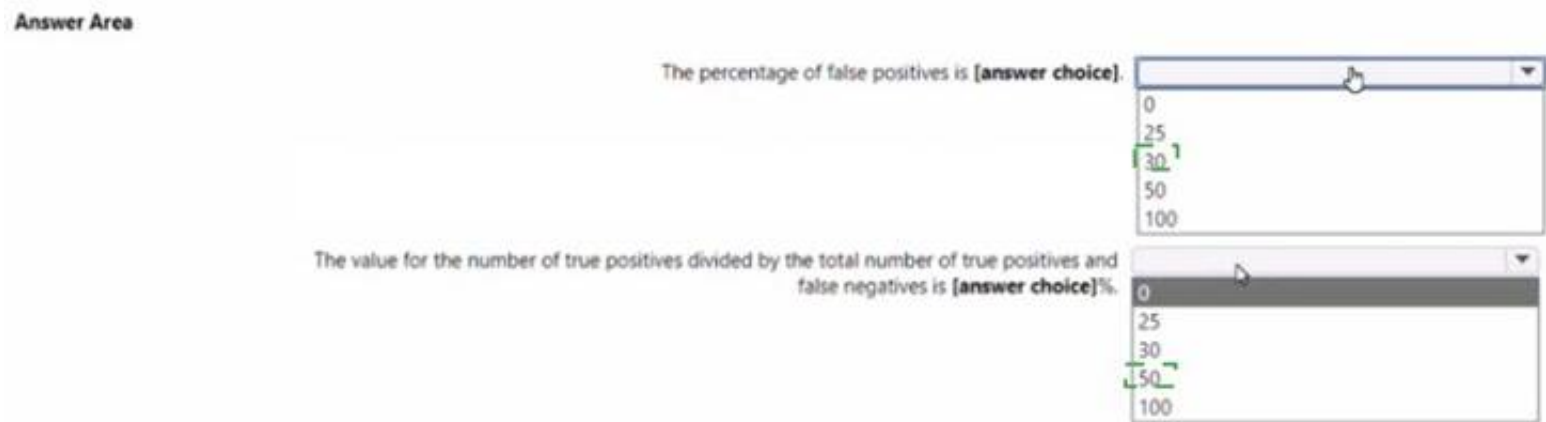 Answer Area
The percentage of false positives is [answer choice].
0
25
30
50
100
The value for the number of true positives divided by the total number of true positives and
false negatives is [answer choice]%.
0
25
30
50
100